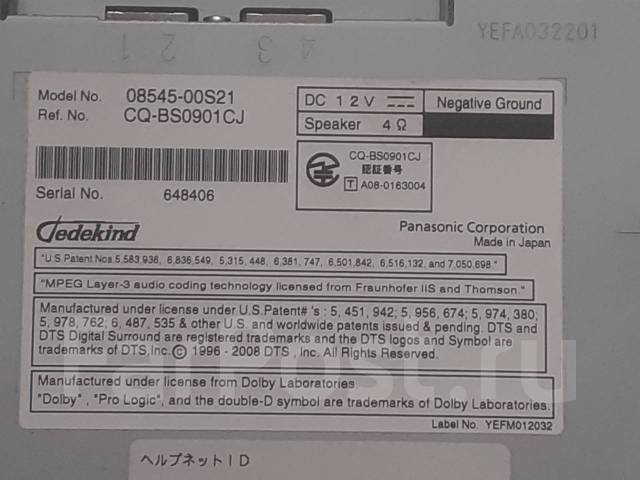 1 2 3 4
YEFA032201
Model No. 08545-00S21
Ref. No. CQ-BS0901CJ
DC 12V
Negative Ground
Speaker 4Ω
CQ-BS0901CJ
認証番号
T A08-0163004
Serial No. 648406
Gedekind
Panasonic Corporation
Made in Japan
"U.S.Patent Nos.5,583,936, 6,836,549, 5,315,448, 6,381,747, 6,501,842, 6,516,132, and 7,050,698."
"MPEG Layer-3 audio coding technology licensed from Fraunhofer IIS and Thomson."
Manufactured under license under U.S.Patent# 's : 5, 451, 942; 5, 956, 674; 5, 974, 380;
5, 978, 762; 6, 487, 535 & other U.S. and worldwide patents issued & pending. DTS and
DTS Digital Surround are registered trademarks and the DTS logos and Symbol are
trademarks of DTS,Inc. © 1996 - 2008 DTS , Inc. All Rights Reserved.
Manufactured under license from Dolby Laboratories.
"Dolby" , "Pro Logic", and the double-D symbol are trademarks of Dolby Laboratories.
Label No. YEFM012032
ヘルプネットID
FarPost.ru